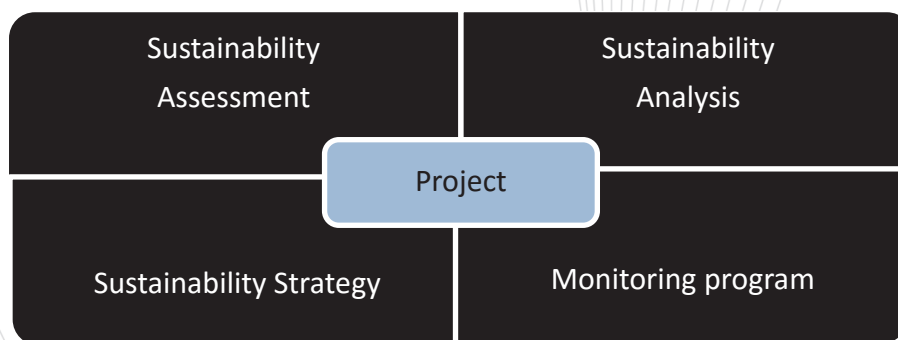 Sustainability
Assessment
Sustainability
Analysis
Project
Sustainability Strategy
Monitoring program